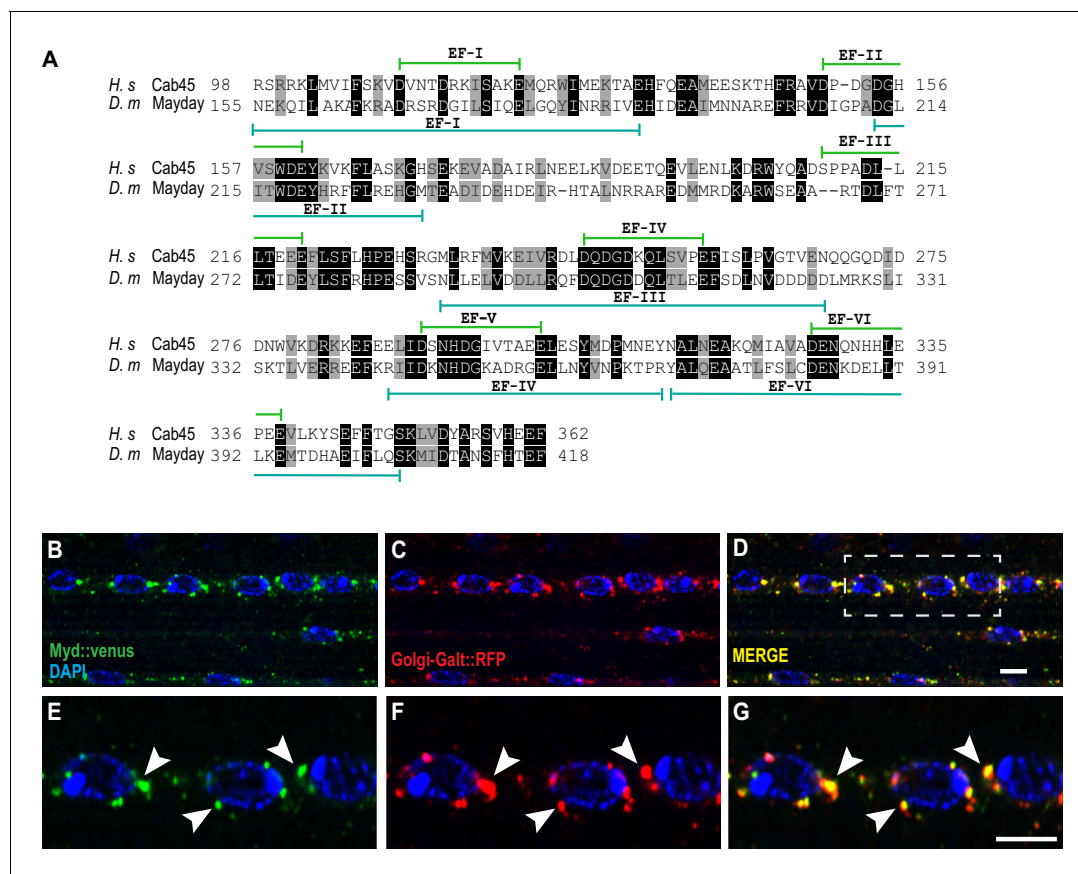 A
EF-I EF-II
H. s Cab45 98 RSRRKLMVIFSKVDVNTDRKISAKEMQRWIMEKTAEHFQEAMEESKTHFRAVDP-DGDGH 156
D. m Mayday 155 NEKQILAKAFKRADRSRDGILSIQELGQYINRRIVEHIDEAIMNNAREFRVVDIGPADGL 214
EF-I
EF-III
157 VSWDEYKVKFLASKGHSEKEVADAIRLNEELKVDEETQEVLENLKDRWYQADSPPADL-L 215
H. s Cab45
D. m Mayday 215 ITWDEYHRFFLREHGMTEADIDEHDEIR-HTALNRRARFDMMRDKARWSEAA--RTDLFT 271
EF-II
EF-IV
H. s Cab45 216 LTEEEFLSFLHPEHSRGMLRFMVKEIVRDLDQDGDKQLSVPEFISLPVGTVENQQGQDID 275
D. m Mayday 272 LTIDEYLSFRHPESSVSNLLELVDDLLRQFDQDGDDQLTLEEFSDLNVDDDDDLMRKSLI 331
EF-III
EF-V EF-VI
H. s Cab45 276 DNWVKDRKKEFEELIDSNHDGIVTAEELESYMDPMNEYNALNEAKQMIAVADENQNHHLE 335
D. m Mayday 332 SKTLVERREEFKRIIDKNHDGKADRGELLNYVNPKTPRYALQEAATLFSLCDENKDELLT 391
EF-IV EF-VI
H. s Cab45 336 PEEVLKYSEFFTGSKLVDYARSVHEEF 362
D. m Mayday 392 LKEMTDHAEIFLQSKMIDTANSFHTEF 418
B
Myd::venus
DAPI
C
Golgi-Galt::RFP
D
MERGE
E
F
G